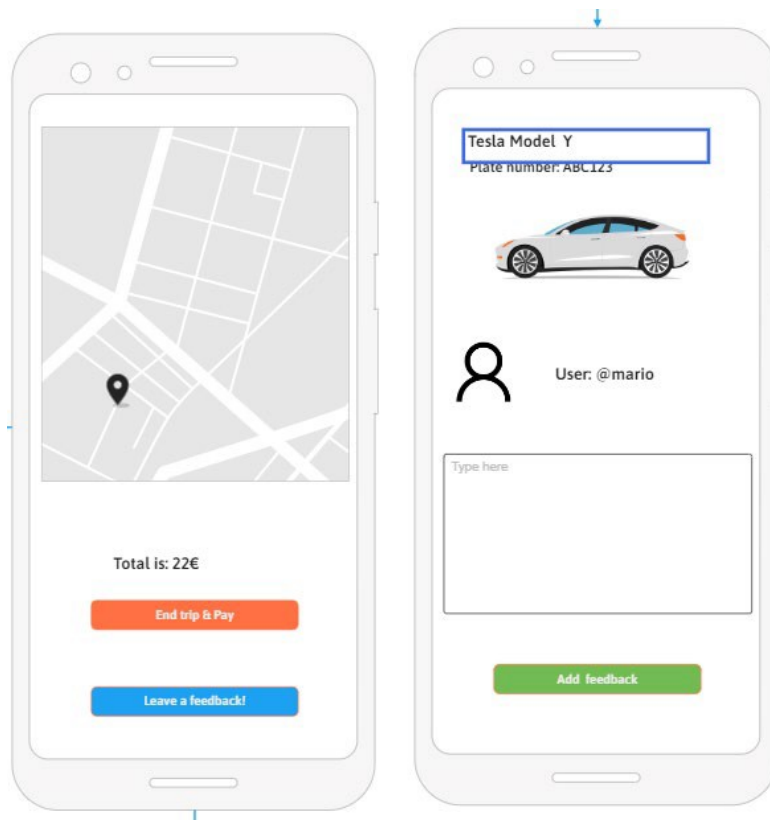 Total is: 22€
End trip & Pay
Leave a feedback!
Tesla Model Y
Plate number: ABC123
User: @mario
Type here
Add feedback